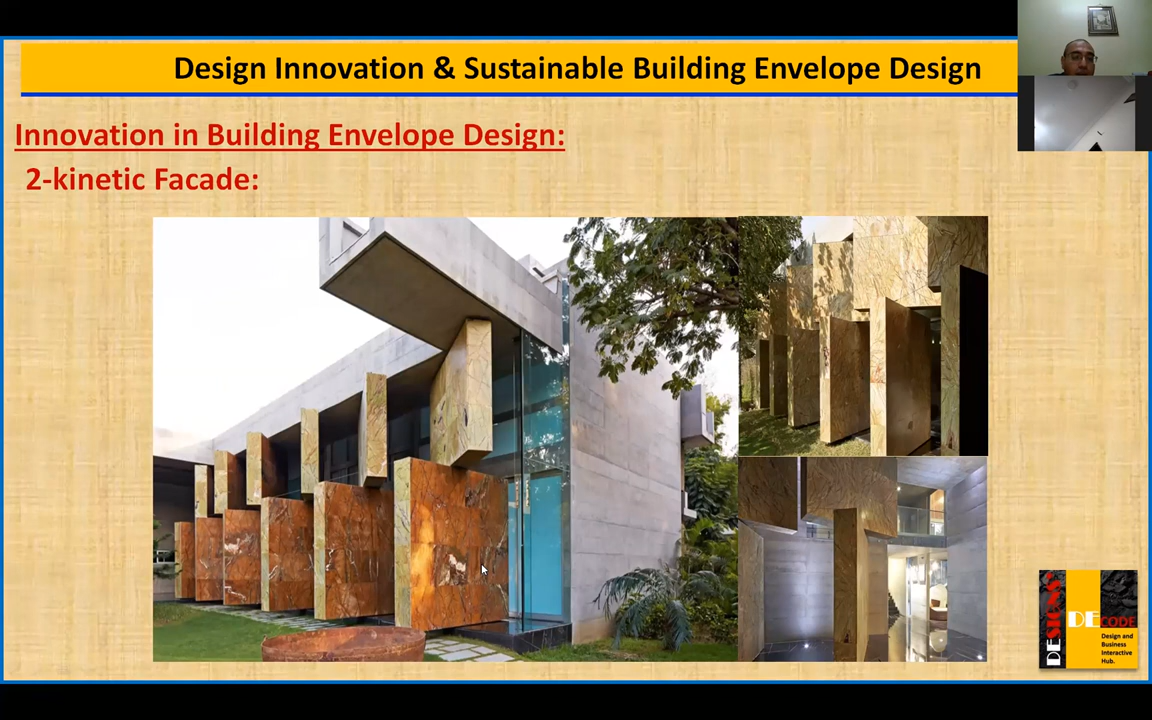 Design Innovation & Sustainable Building Envelope Design
Innovation in Building Envelope Design:
2-kinetic Facade:
DESIGNS
DECODE
Design and
Business
Interactive
Hub.